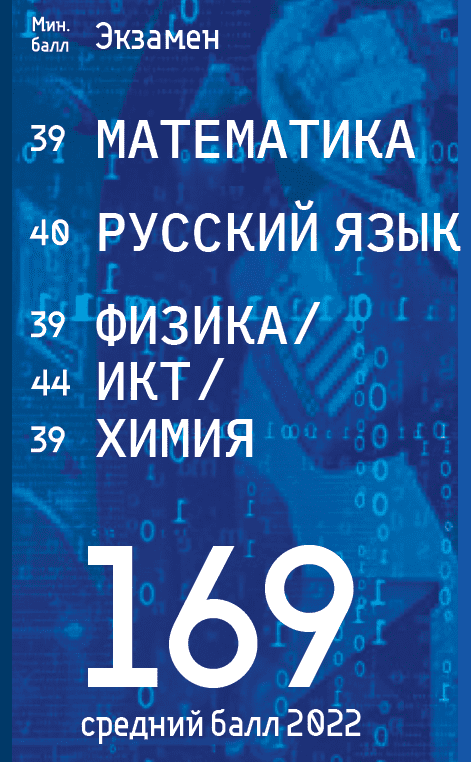 Мин. Экзамен
балл
39 МАТЕМАТИКА
40 РУССКИЙ ЯЗЫК
39 ФИЗИКА/
44 ИКТ/
39 ХИМИЯ
169
средний балл 2022